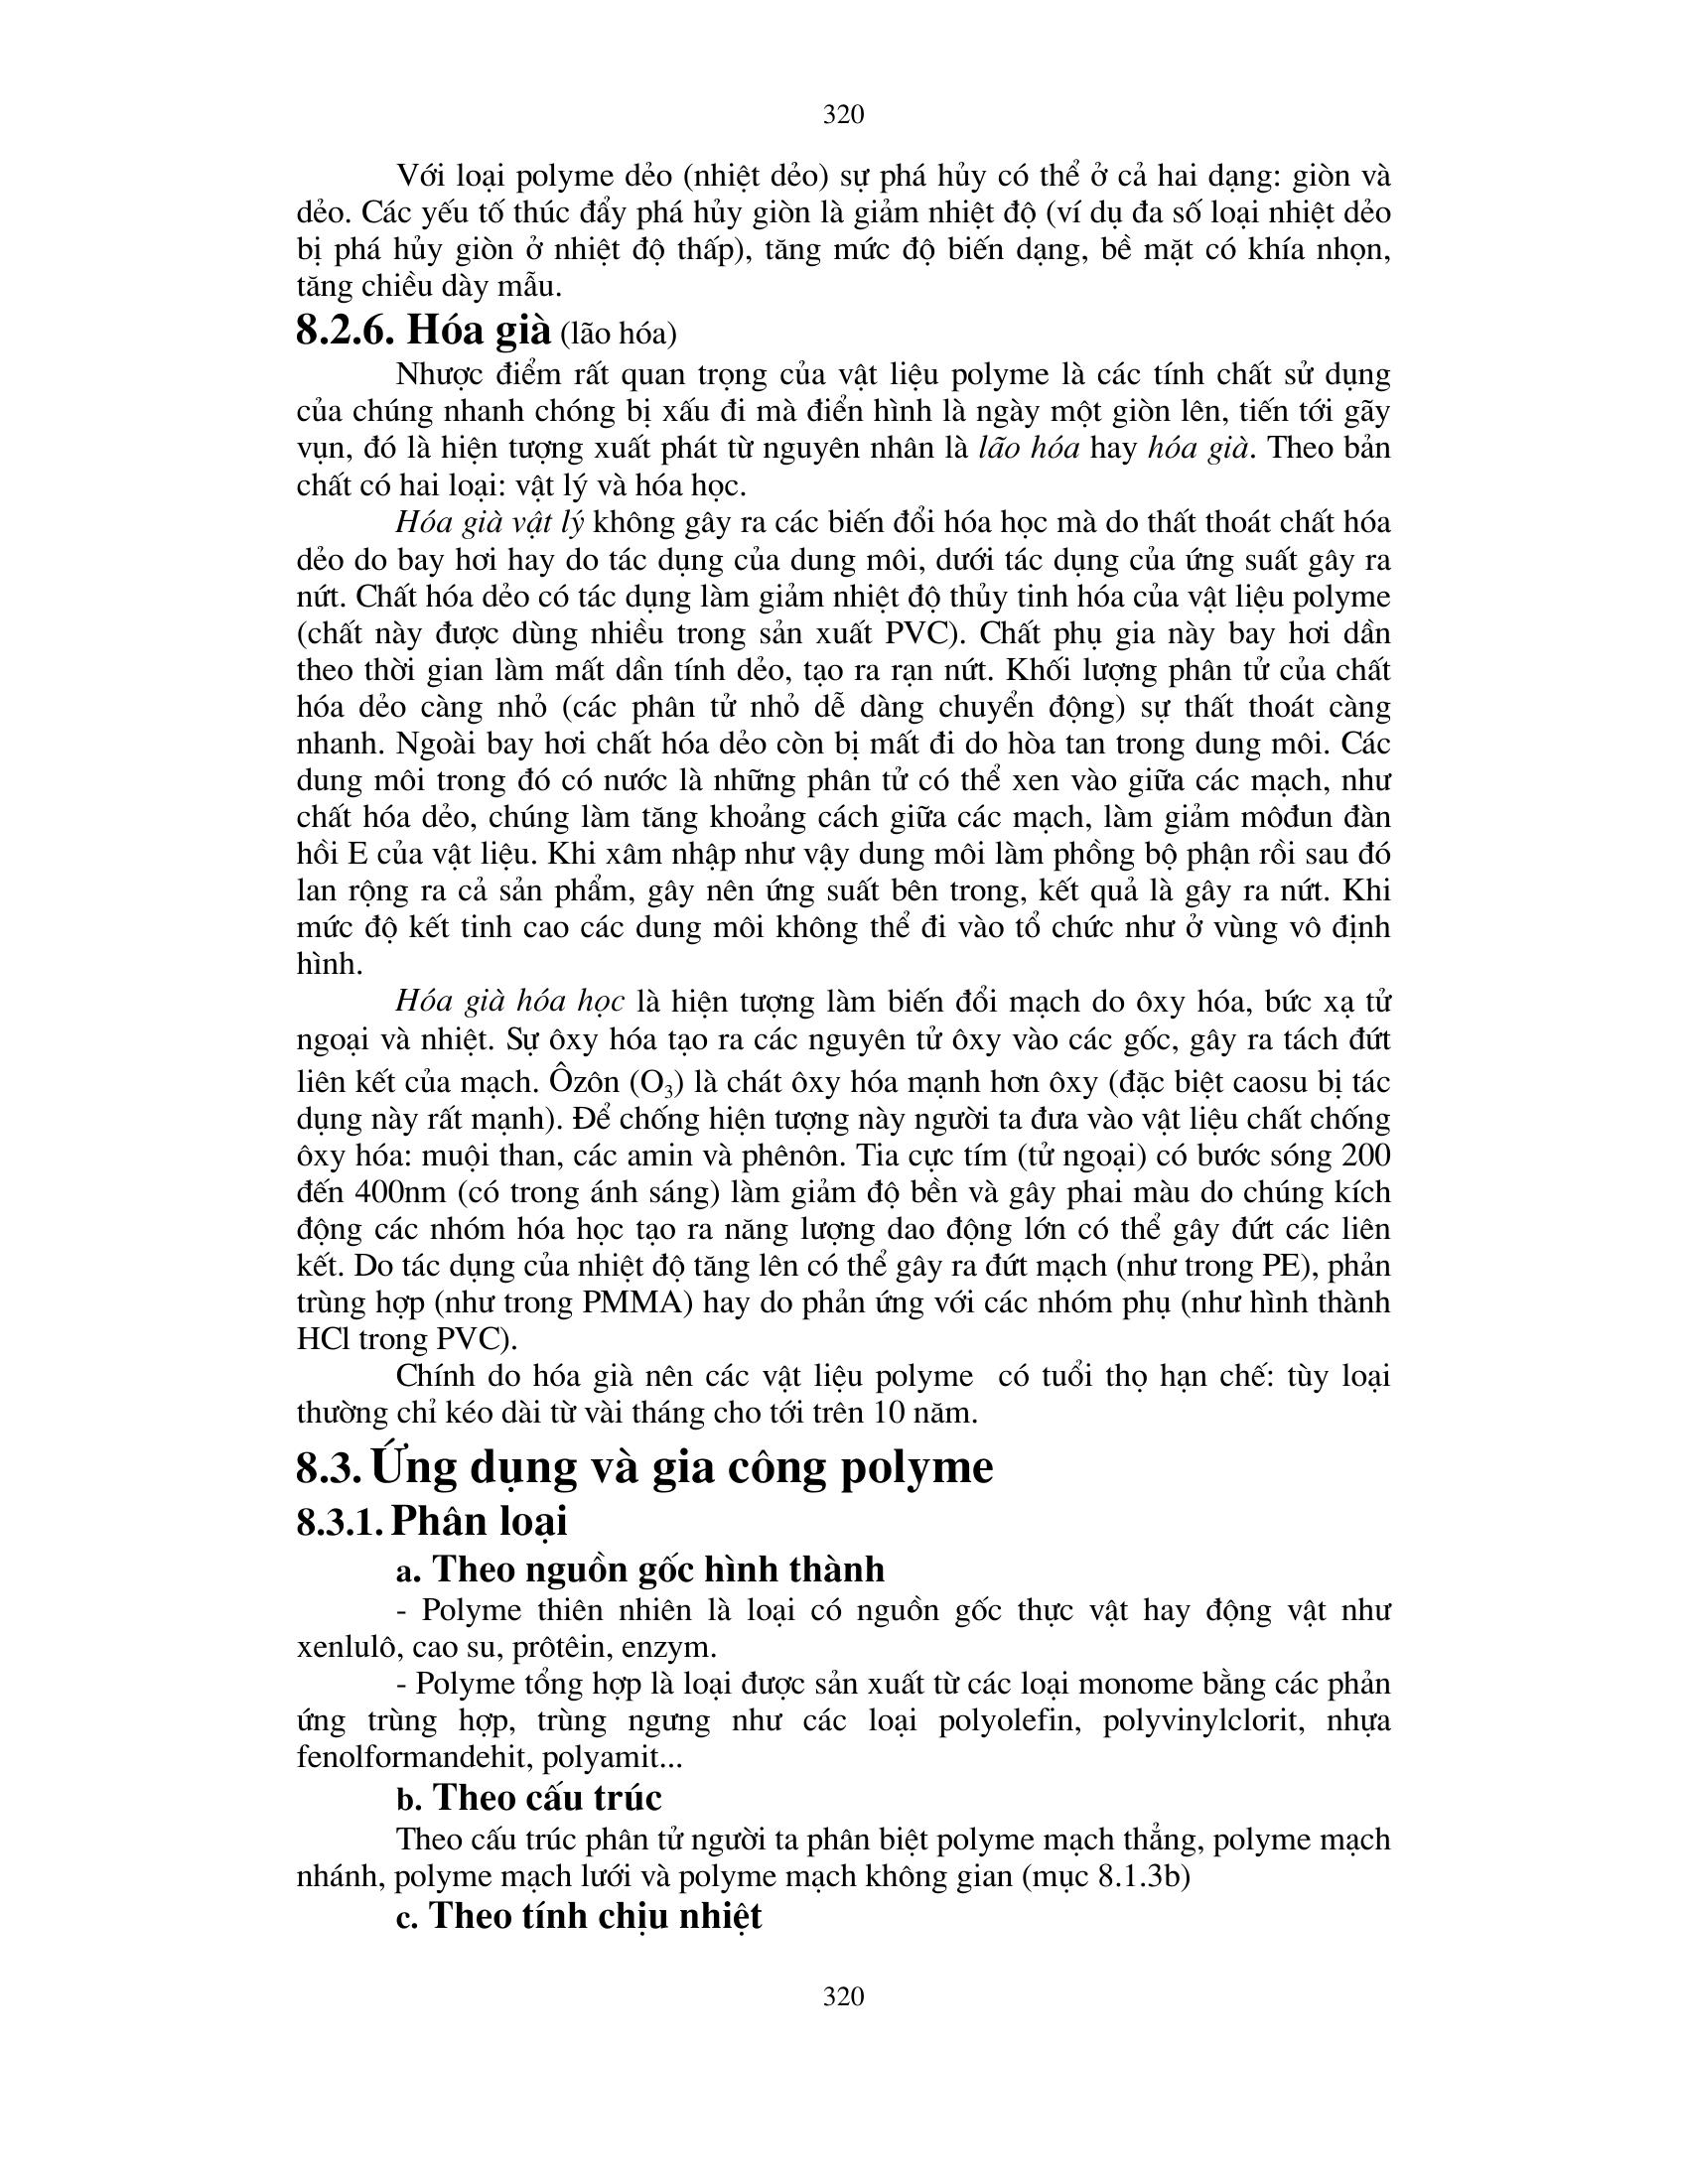 320
Với loại polyme dẻo (nhiệt dẻo) sự phá hủy có thể ở cả hai dạng: giòn và
dẻo. Các yếu tố thúc đẩy phá hủy giòn là giảm nhiệt độ (ví dụ đa số loại nhiệt dẻo
bị phá hủy giòn ở nhiệt độ thấp), tăng mức độ biến dạng, bề mặt có khía nhọn,
tăng chiều dày mẫu.
8.2.6. Hóa già (lão hóa)
Nhược điểm rất quan trọng của vật liệu polyme là các tính chất sử dụng
của chúng nhanh chóng bị xấu đi mà điển hình là ngày một giòn lên, tiến tới gãy
vụn, đó là hiện tượng xuất phát từ nguyên nhân là lão hóa hay hóa già. Theo bản
chất có hai loại: vật lý và hóa học.
Hóa già vật lý không gây ra các biến đổi hóa học mà do thất thoát chất hóa
dẻo do bay hơi hay do tác dụng của dung môi, dưới tác dụng của ứng suất gây ra
nứt. Chất hóa dẻo có tác dụng làm giảm nhiệt độ thủy tinh hóa của vật liệu polyme
(chất này được dùng nhiều trong sản xuất PVC). Chất phụ gia này bay hơi dần
theo thời gian làm mất dần tính dẻo, tạo ra rạn nứt. Khối lượng phân tử của chất
hóa dẻo càng nhỏ (các phân tử nhỏ dễ dàng chuyển động) sự thất thoát càng
nhanh. Ngoài bay hơi chất hóa dẻo còn bị mất đi do hòa tan trong dung môi. Các
dung môi trong đó có nước là những phân tử có thể xen vào giữa các mạch, như
chất hóa dẻo, chúng làm tăng khoảng cách giữa các mạch, làm giảm môđun đàn
hồi E của vật liệu. Khi xâm nhập như vậy dung môi làm phồng bộ phận rồi sau đó
lan rộng ra cả sản phẩm, gây nên ứng suất bên trong, kết quả là gây ra nứt. Khi
mức độ kết tinh cao các dung môi không thể đi vào tổ chức như ở vùng vô định
hình.
Hóa già hóa học là hiện tượng làm biến đổi mạch do ôxy hóa, bức xạ tử
ngoại và nhiệt. Sự ôxy hóa tạo ra các nguyên tử ôxy vào các gốc, gây ra tách đứt
liên kết của mạch. Ôzôn (O₃) là chát ôxy hóa mạnh hơn ôxy (đặc biệt caosu bị tác
dụng này rất mạnh). Để chống hiện tượng này người ta đưa vào vật liệu chất chống
ôxy hóa: muội than, các amin và phênôn. Tia cực tím (tử ngoại) có bước sóng 200
đến 400nm (có trong ánh sáng) làm giảm độ bền và gây phai màu do chúng kích
động các nhóm hóa học tạo ra năng lượng dao động lớn có thể gây đứt các liên
kết. Do tác dụng của nhiệt độ tăng lên có thể gây ra đứt mạch (như trong PE), phản
trùng hợp (như trong PMMA) hay do phản ứng với các nhóm phụ (như hình thành
HCl trong PVC).
Chính do hóa già nên các vật liệu polyme có tuổi thọ hạn chế: tùy loại
thường chỉ kéo dài từ vài tháng cho tới trên 10 năm.
8.3. Ứng dụng và gia công polyme
8.3.1. Phân loại
a. Theo nguồn gốc hình thành
- Polyme thiên nhiên là loại có nguồn gốc thực vật hay động vật như
xenlulô, cao su, prôtêin, enzym.
- Polyme tổng hợp là loại được sản xuất từ các loại monome bằng các phản
ứng trùng hợp, trùng ngưng như các loại polyolefin, polyvinylclorit, nhựa
fenolformandehit, polyamit...
b. Theo cấu trúc
Theo cấu trúc phân tử người ta phân biệt polyme mạch thẳng, polyme mạch
nhánh, polyme mạch lưới và polyme mạch không gian (mục 8.1.3b)
c. Theo tính chịu nhiệt
320